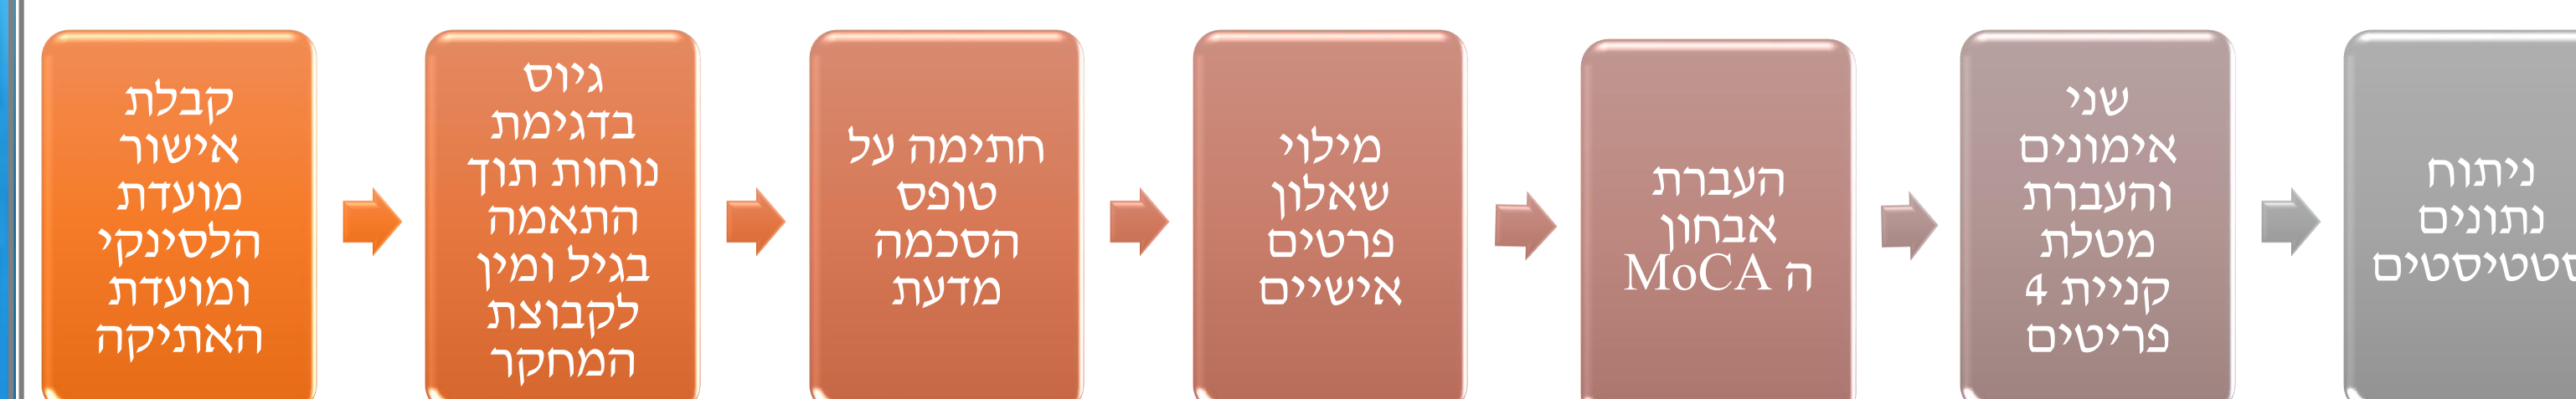 קבלת
אישור
מועדת
הלסינקי
ומועדת
האתיקה
גיוס
בדגימת
נוחות תוך
התאמה
בגיל ומין
לקבוצת
המחקר
חתימה על
טופס
הסכמה
מדעת
מילוי
שאלון
פרטים
אישיים
העברת
אבחון
ה MoCA
שני
אימונים
והעברת
מטלת
קניית 4
פריטים
ניתוח
נתונים
סטטיסטים